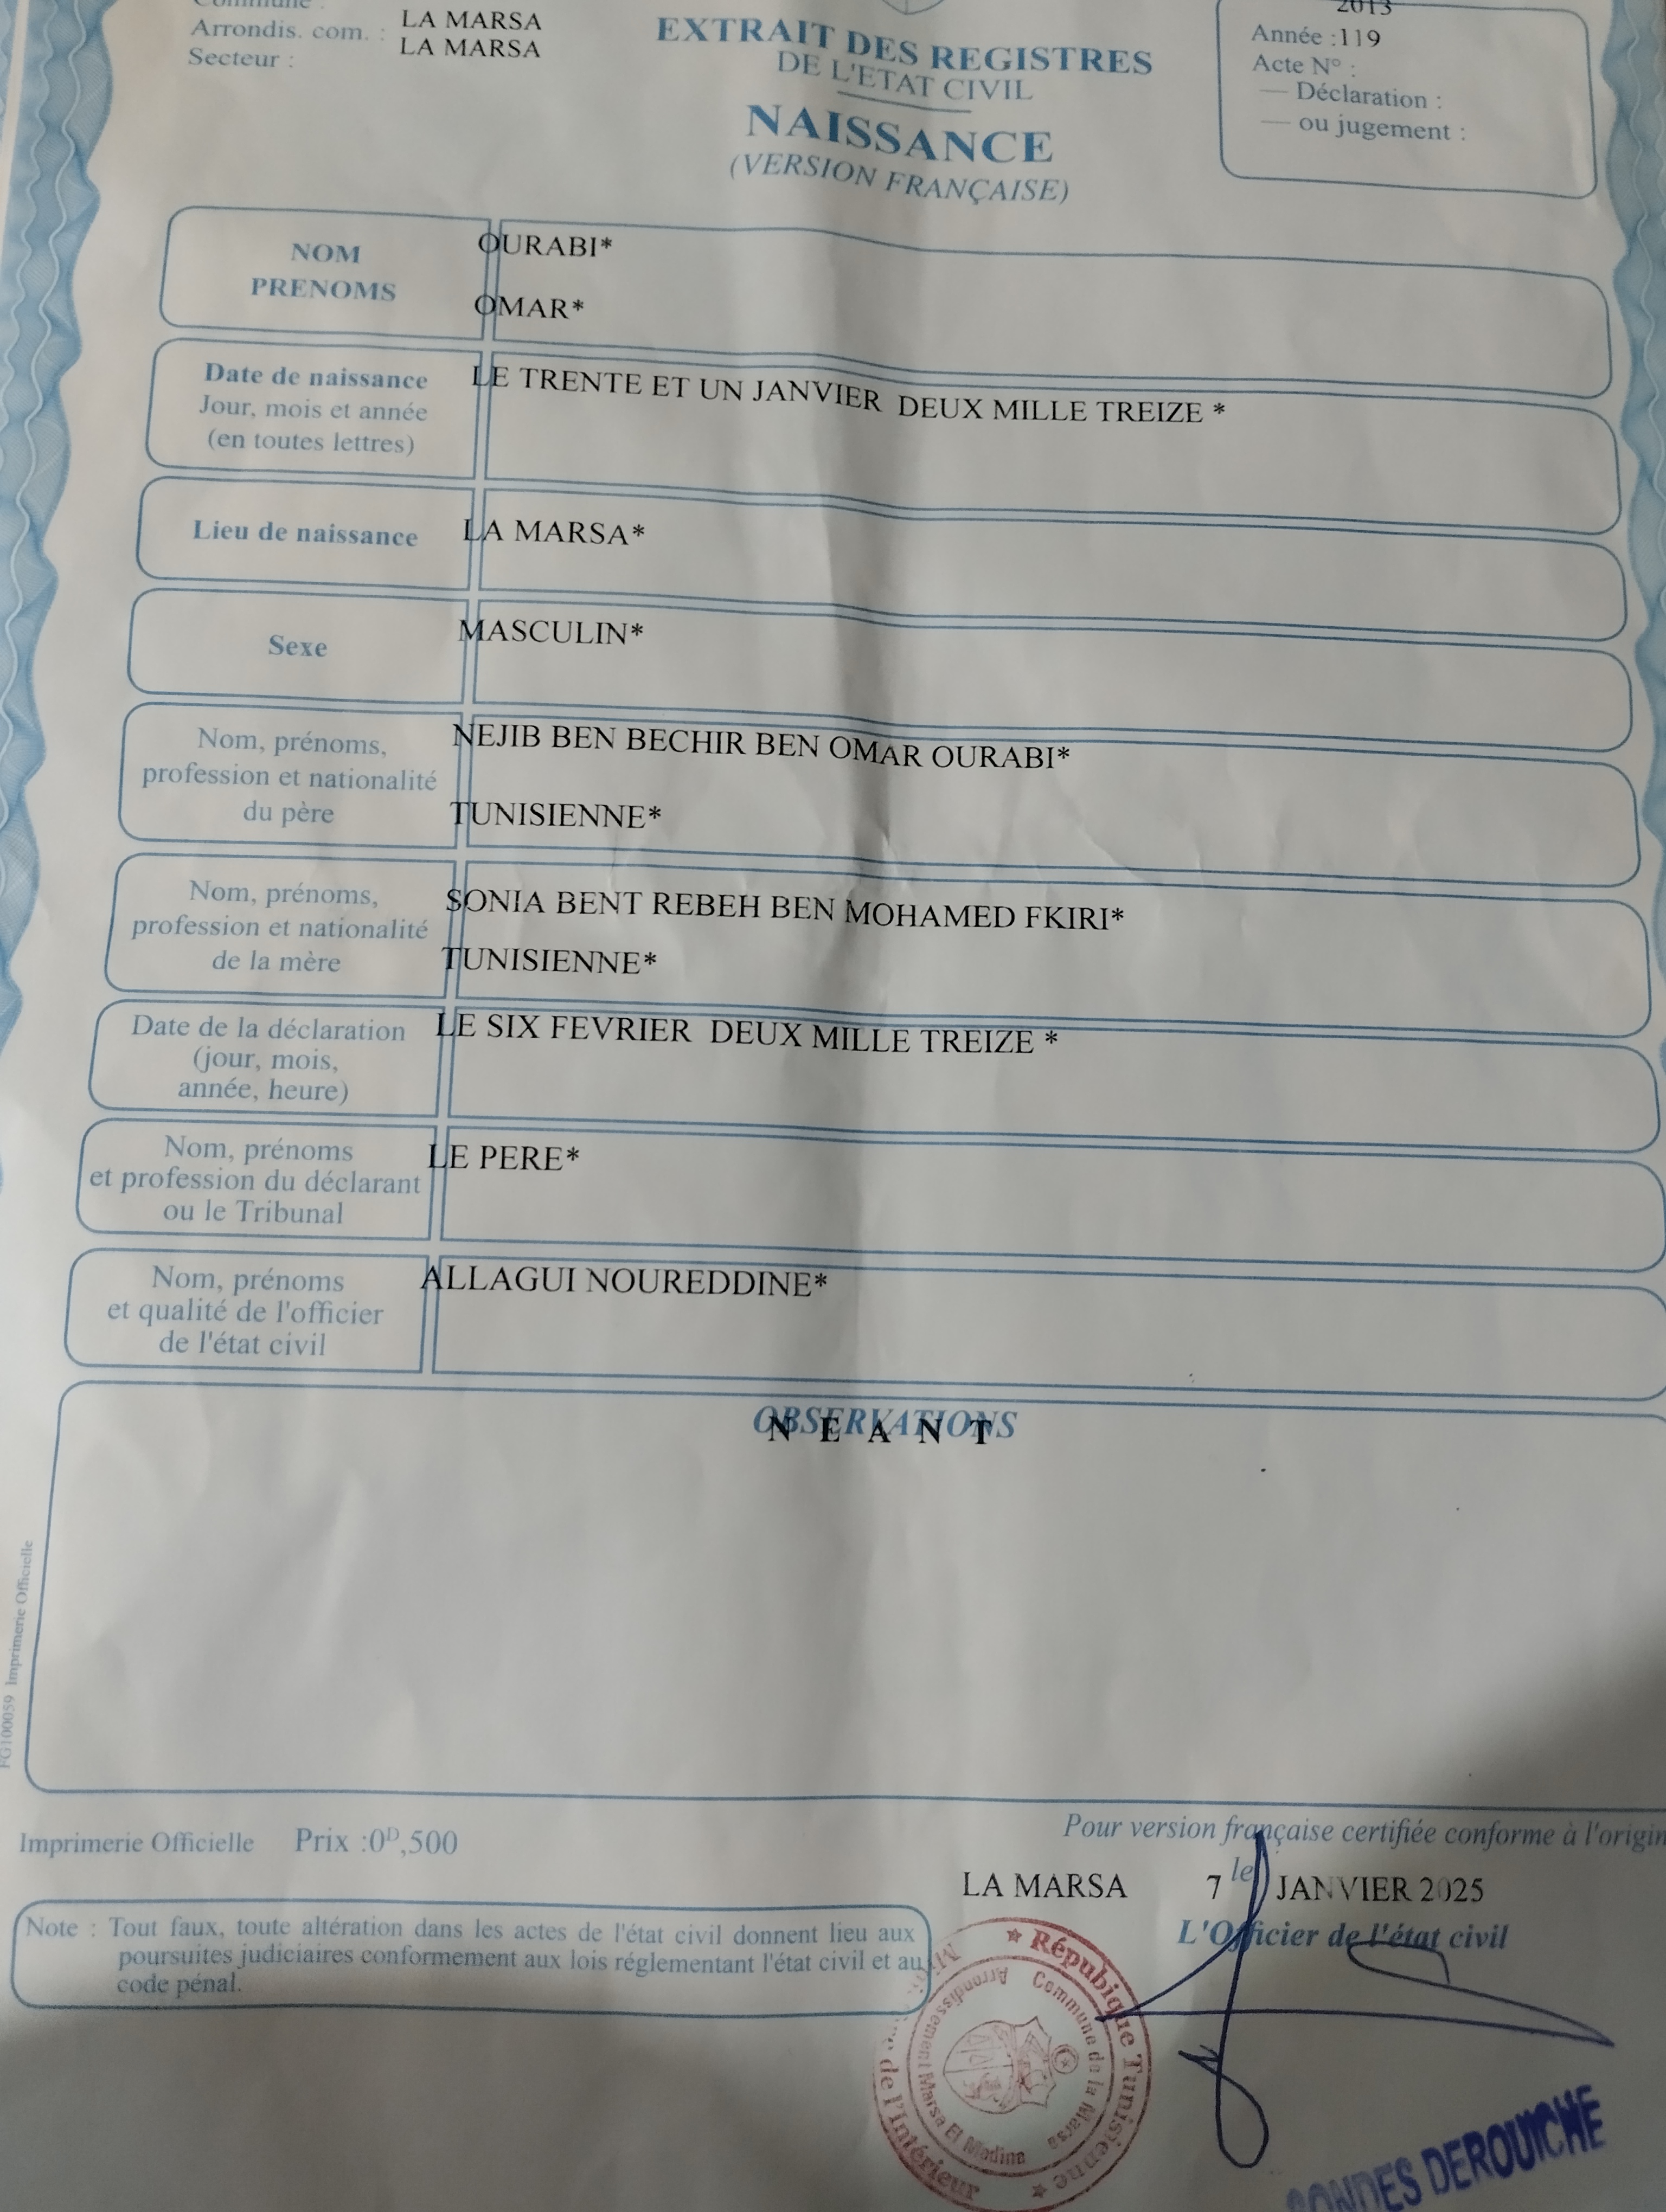 Commune :
Arrondis. com. : LA MARSA
Secteur : LA MARSA
EXTRAIT DES REGISTRES
DE L'ETAT CIVIL
NAISSANCE
(VERSION FRANÇAISE)
2013
Année :119
Acte N° :
— Déclaration :
— ou jugement :
NOM
PRENOMS
OURABI*
OMAR*
Date de naissance
Jour, mois et année
(en toutes lettres)
LE TRENTE ET UN JANVIER DEUX MILLE TREIZE *
Lieu de naissance
LA MARSA*
Sexe
MASCULIN*
Nom, prénoms,
profession et nationalité
du père
NEJIB BEN BECHIR BEN OMAR OURABI*
TUNISIENNE*
Nom, prénoms,
profession et nationalité
de la mère
SONIA BENT REBEH BEN MOHAMED FKIRI*
TUNISIENNE*
Date de la déclaration
(jour, mois,
année, heure)
LE SIX FEVRIER DEUX MILLE TREIZE *
Nom, prénoms
et profession du déclarant
ou le Tribunal
LE PERE*
Nom, prénoms
et qualité de l'officier
de l'état civil
ALLAGUI NOUREDDINE*
OBSERVATIONS
N E A N T
FG100059 Imprimerie Officielle
Imprimerie Officielle Prix :0ᴰ,500
Pour version française certifiée conforme à l'origin
le
LA MARSA 7 JANVIER 2025
L'Officier de l'état civil
Note : Tout faux, toute altération dans les actes de l'état civil donnent lieu aux
poursuites judiciaires conformement aux lois réglementant l'état civil et au
code pénal.
★ Répubique Tunisienne ★
de l'Intérieur
Commune de la Marsa
Arrondissement Marsa El Medina
SONDES DEROUICHE